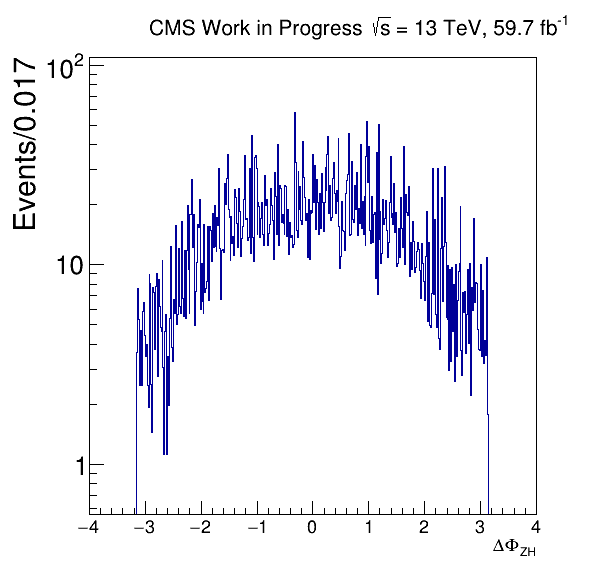 CMS Work in Progress √s = 13 TeV, 59.7 fb⁻¹
Events/0.017
10²
10
1
−4 −3 −2 −1 0 1 2 3 4
ΔΦ_ZH